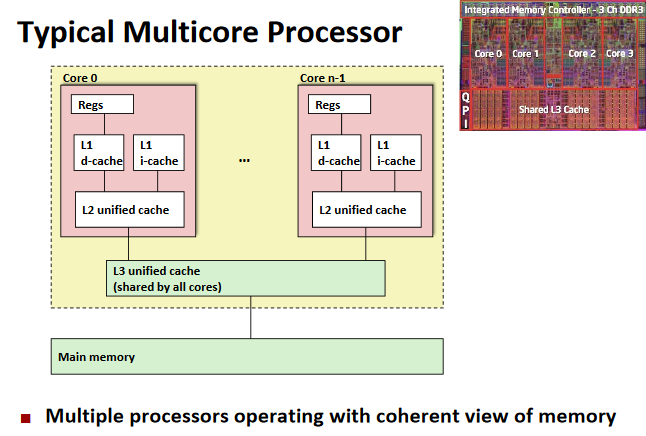 Typical Multicore Processor
Integrated Memory Controller - 3 Ch DDR3
Core 0
Core 1
Core 2
Core 3
Q
P
I
Shared L3 Cache
Core 0
Regs
L1
d-cache
L1
i-cache
L2 unified cache
...
Core n-1
Regs
L1
d-cache
L1
i-cache
L2 unified cache
L3 unified cache
(shared by all cores)
Main memory
■ Multiple processors operating with coherent view of memory